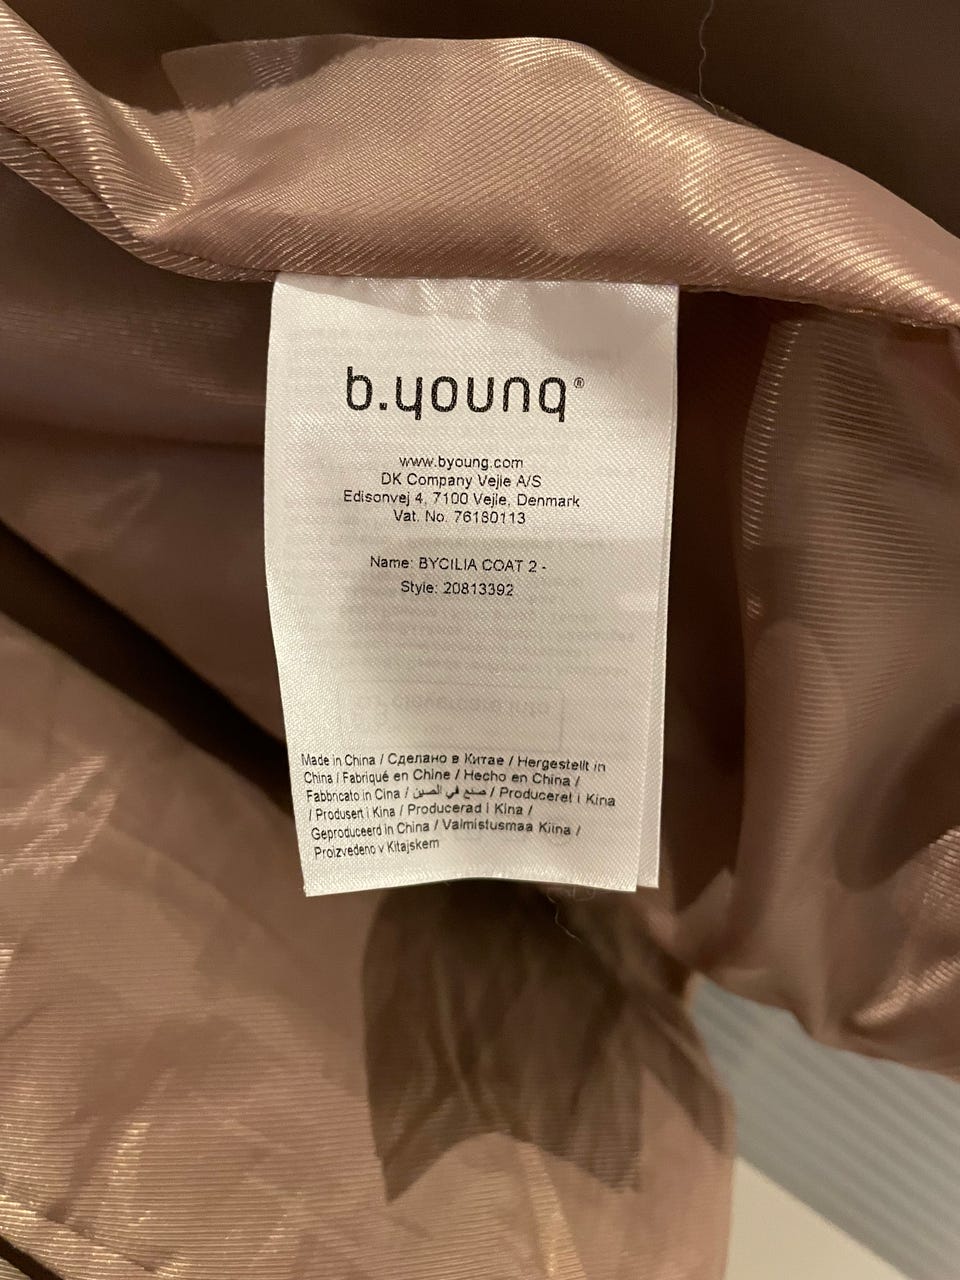 b.young®
www.byoung.com
DK Company Vejle A/S
Edisonvej 4, 7100 Vejle, Denmark
Vat. No. 76180113
Name: BYCILIA COAT 2 -
Style: 20813392
Made in China / Сделано в Китае / Hergestellt in
China / Fabriqué en Chine / Hecho en China /
Fabbricato in Cina / صنع في الصين / Produceret i Kina
/ Produsert i Kina / Producerad i Kina /
Geproduceerd in China / Valmistusmaa Kiina /
Proizvedeno v Kitajskem